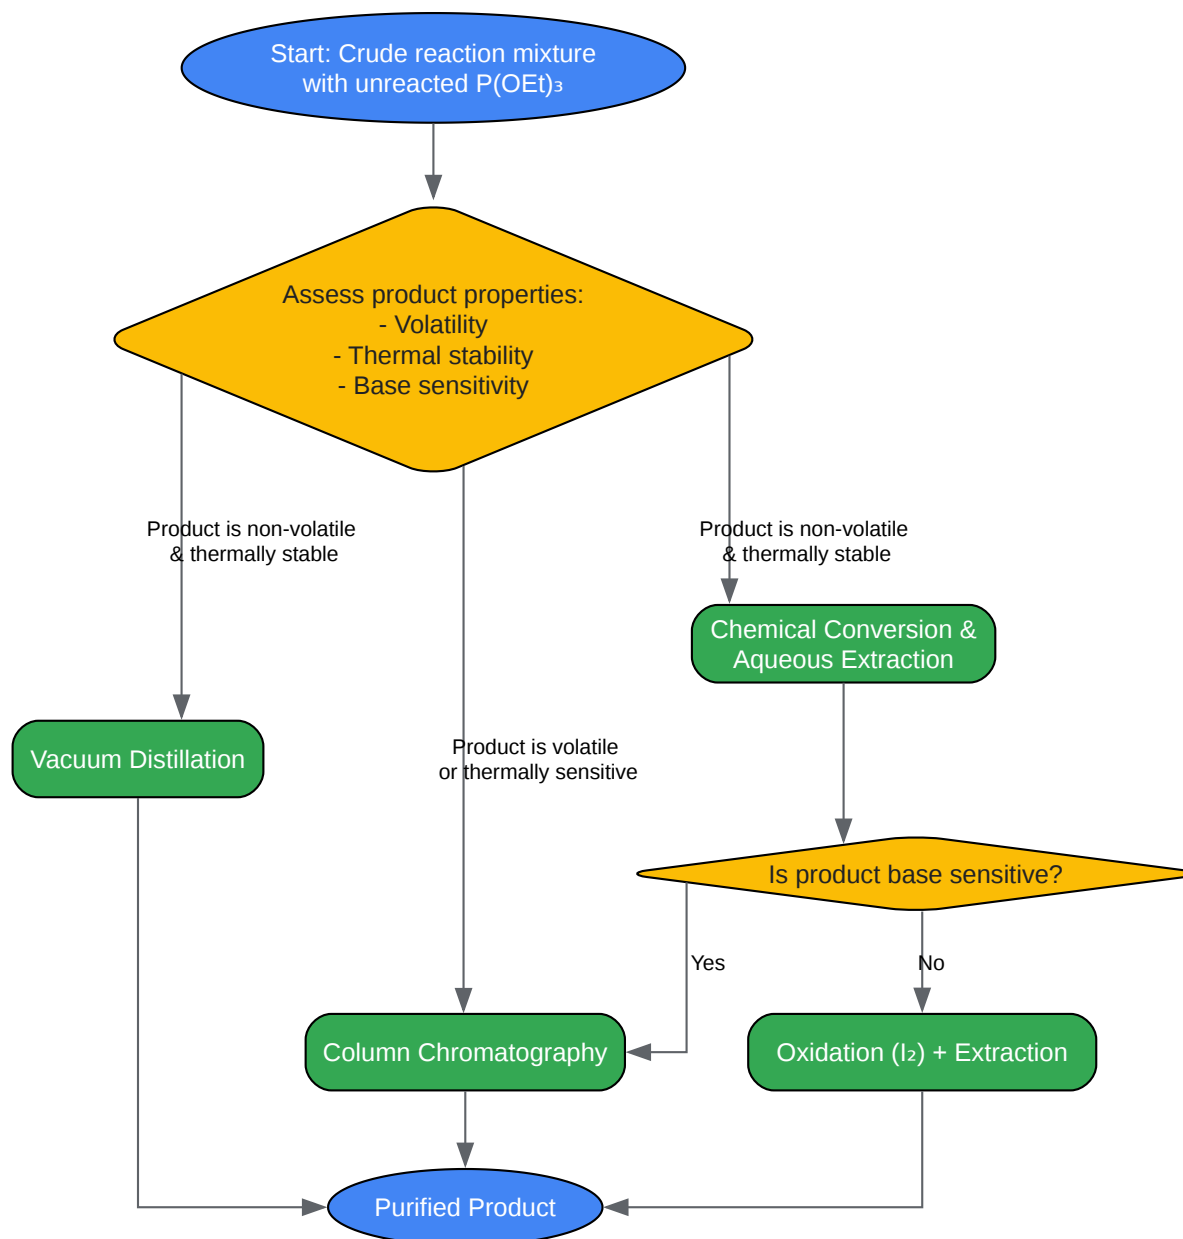 Start: Crude reaction mixture
with unreacted P(OEt)₃
Assess product properties:
- Volatility
- Thermal stability
- Base sensitivity
Product is non-volatile
& thermally stable
Product is non-volatile
& thermally stable
Chemical Conversion &
Aqueous Extraction
Vacuum Distillation
Product is volatile
or thermally sensitive
Is product base sensitive?
Yes
No
Column Chromatography
Oxidation (I₂) + Extraction
Purified Product